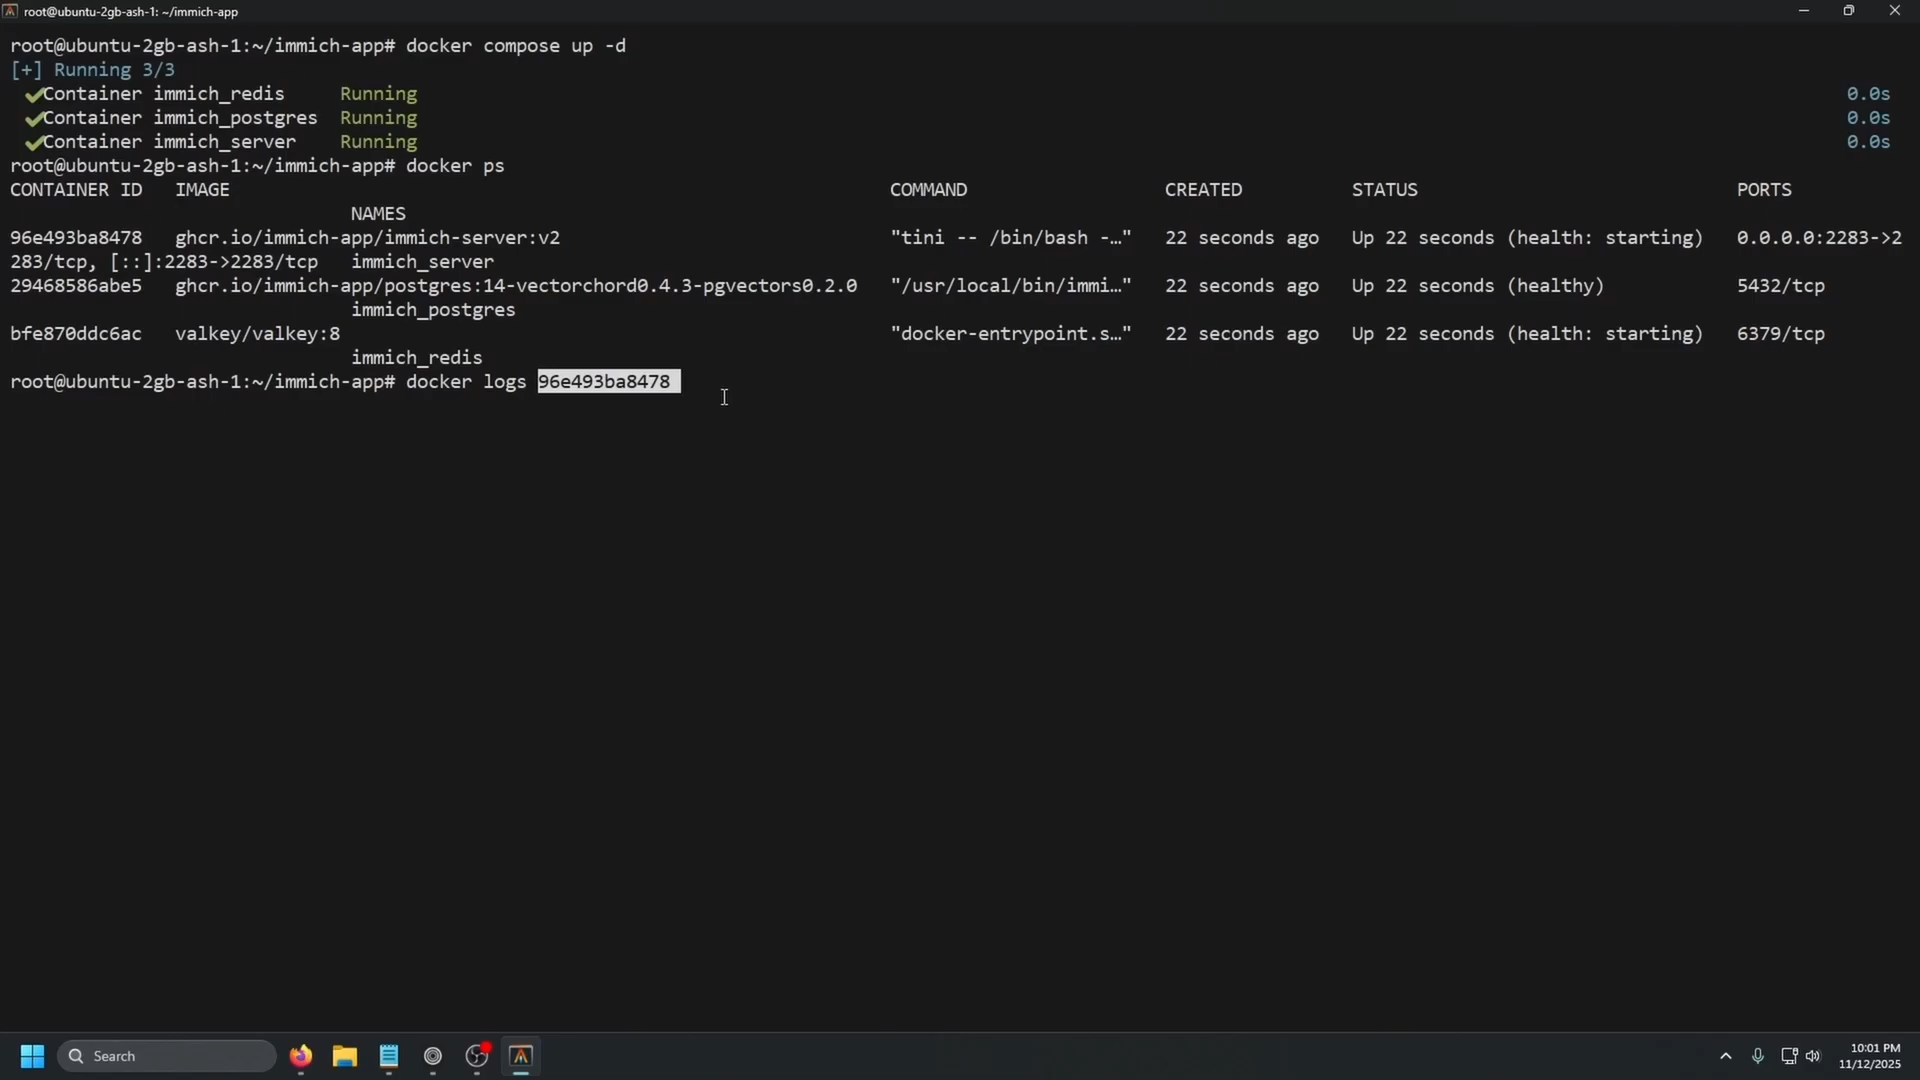 root@ubuntu-2gb-ash-1: ~/immich-app
root@ubuntu-2gb-ash-1:~/immich-app# docker compose up -d
[+] Running 3/3
✔Container immich_redis Running 0.0s
✔Container immich_postgres Running 0.0s
✔Container immich_server Running 0.0s
root@ubuntu-2gb-ash-1:~/immich-app# docker ps
CONTAINER ID IMAGE COMMAND CREATED STATUS PORTS
NAMES
96e493ba8478 ghcr.io/immich-app/immich-server:v2 "tini -- /bin/bash -…" 22 seconds ago Up 22 seconds (health: starting) 0.0.0.0:2283->2
283/tcp, [::]:2283->2283/tcp immich_server
29468586abe5 ghcr.io/immich-app/postgres:14-vectorchord0.4.3-pgvectors0.2.0 "/usr/local/bin/immi…" 22 seconds ago Up 22 seconds (healthy) 5432/tcp
immich_postgres
bfe870ddc6ac valkey/valkey:8 "docker-entrypoint.s…" 22 seconds ago Up 22 seconds (health: starting) 6379/tcp
immich_redis
root@ubuntu-2gb-ash-1:~/immich-app# docker logs 96e493ba8478
Search
10:01 PM
11/12/2025